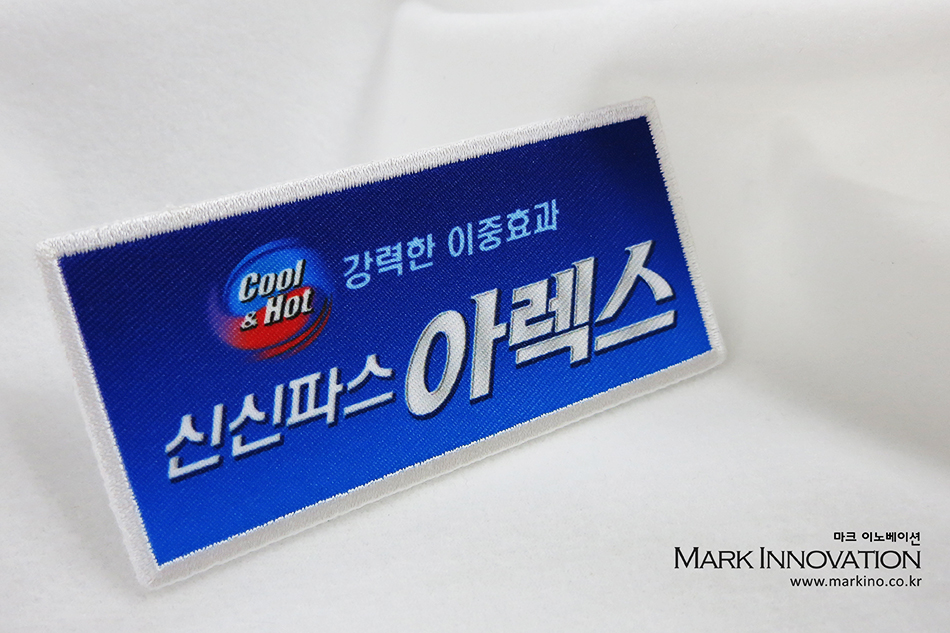 Cool
& Hot
강력한 이중효과
신신파스 아렉스
마크 이노베이션
MARK INNOVATION
www.markino.co.kr